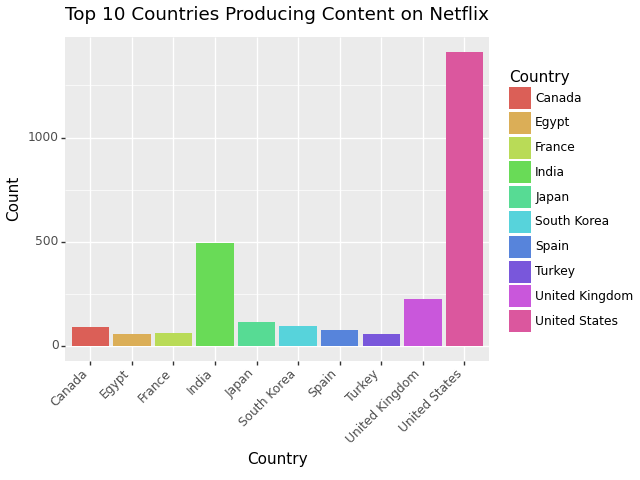 Top 10 Countries Producing Content on Netflix
Count
1000
500
0
Canada
Egypt
France
India
Japan
South Korea
Spain
Turkey
United Kingdom
United States
Country
Country
Canada
Egypt
France
India
Japan
South Korea
Spain
Turkey
United Kingdom
United States